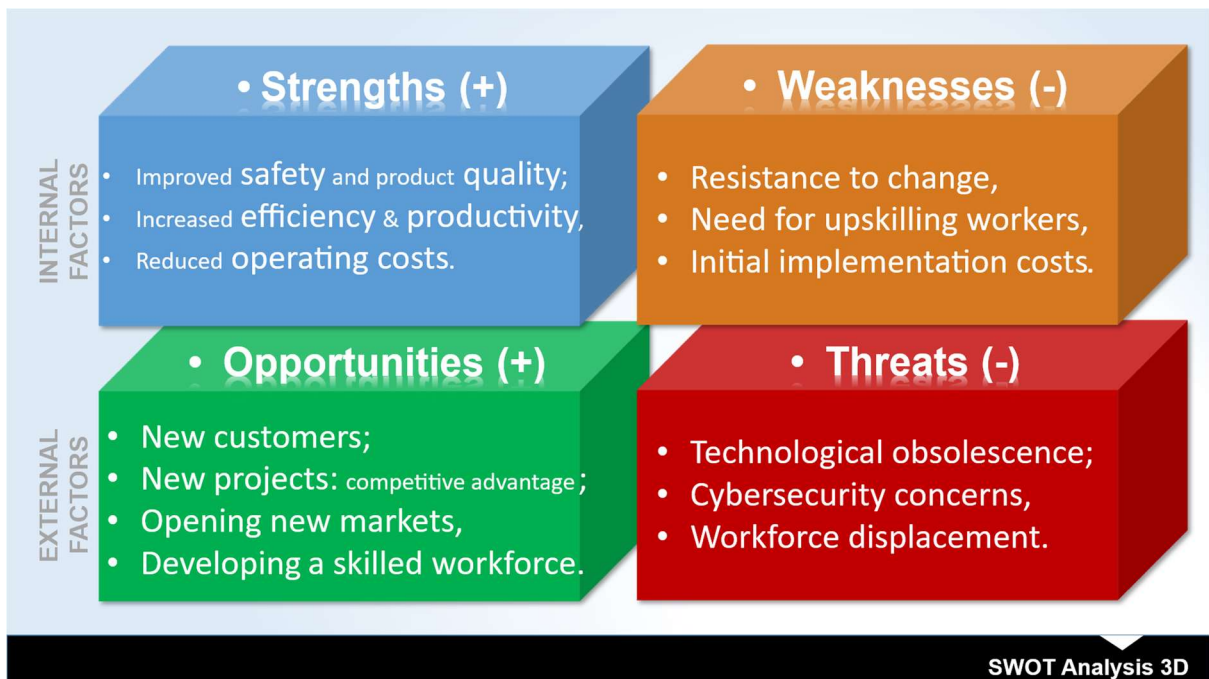 INTERNAL
FACTORS
• Strengths (+)
• Improved safety and product quality;
• Increased efficiency & productivity,
• Reduced operating costs.
• Weaknesses (-)
• Resistance to change,
• Need for upskilling workers,
• Initial implementation costs.
EXTERNAL
FACTORS
• Opportunities (+)
• New customers;
• New projects: competitive advantage;
• Opening new markets,
• Developing a skilled workforce.
• Threats (-)
• Technological obsolescence;
• Cybersecurity concerns,
• Workforce displacement.
SWOT Analysis 3D